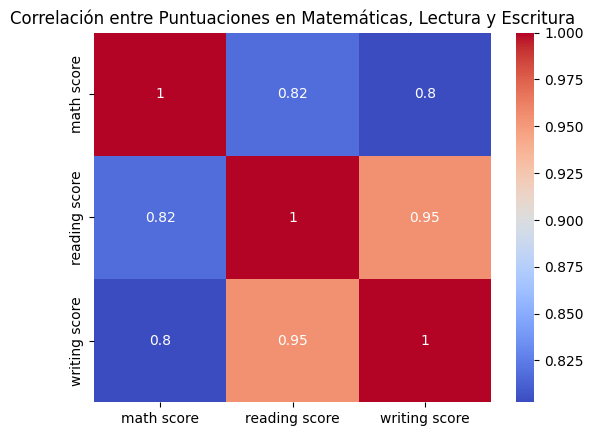 Correlación entre Puntuaciones en Matemáticas, Lectura y Escritura
math score
1
0.82
0.8
reading score
0.82
1
0.95
writing score
0.8
0.95
1
math score
reading score
writing score
1.000
0.975
0.950
0.925
0.900
0.875
0.850
0.825